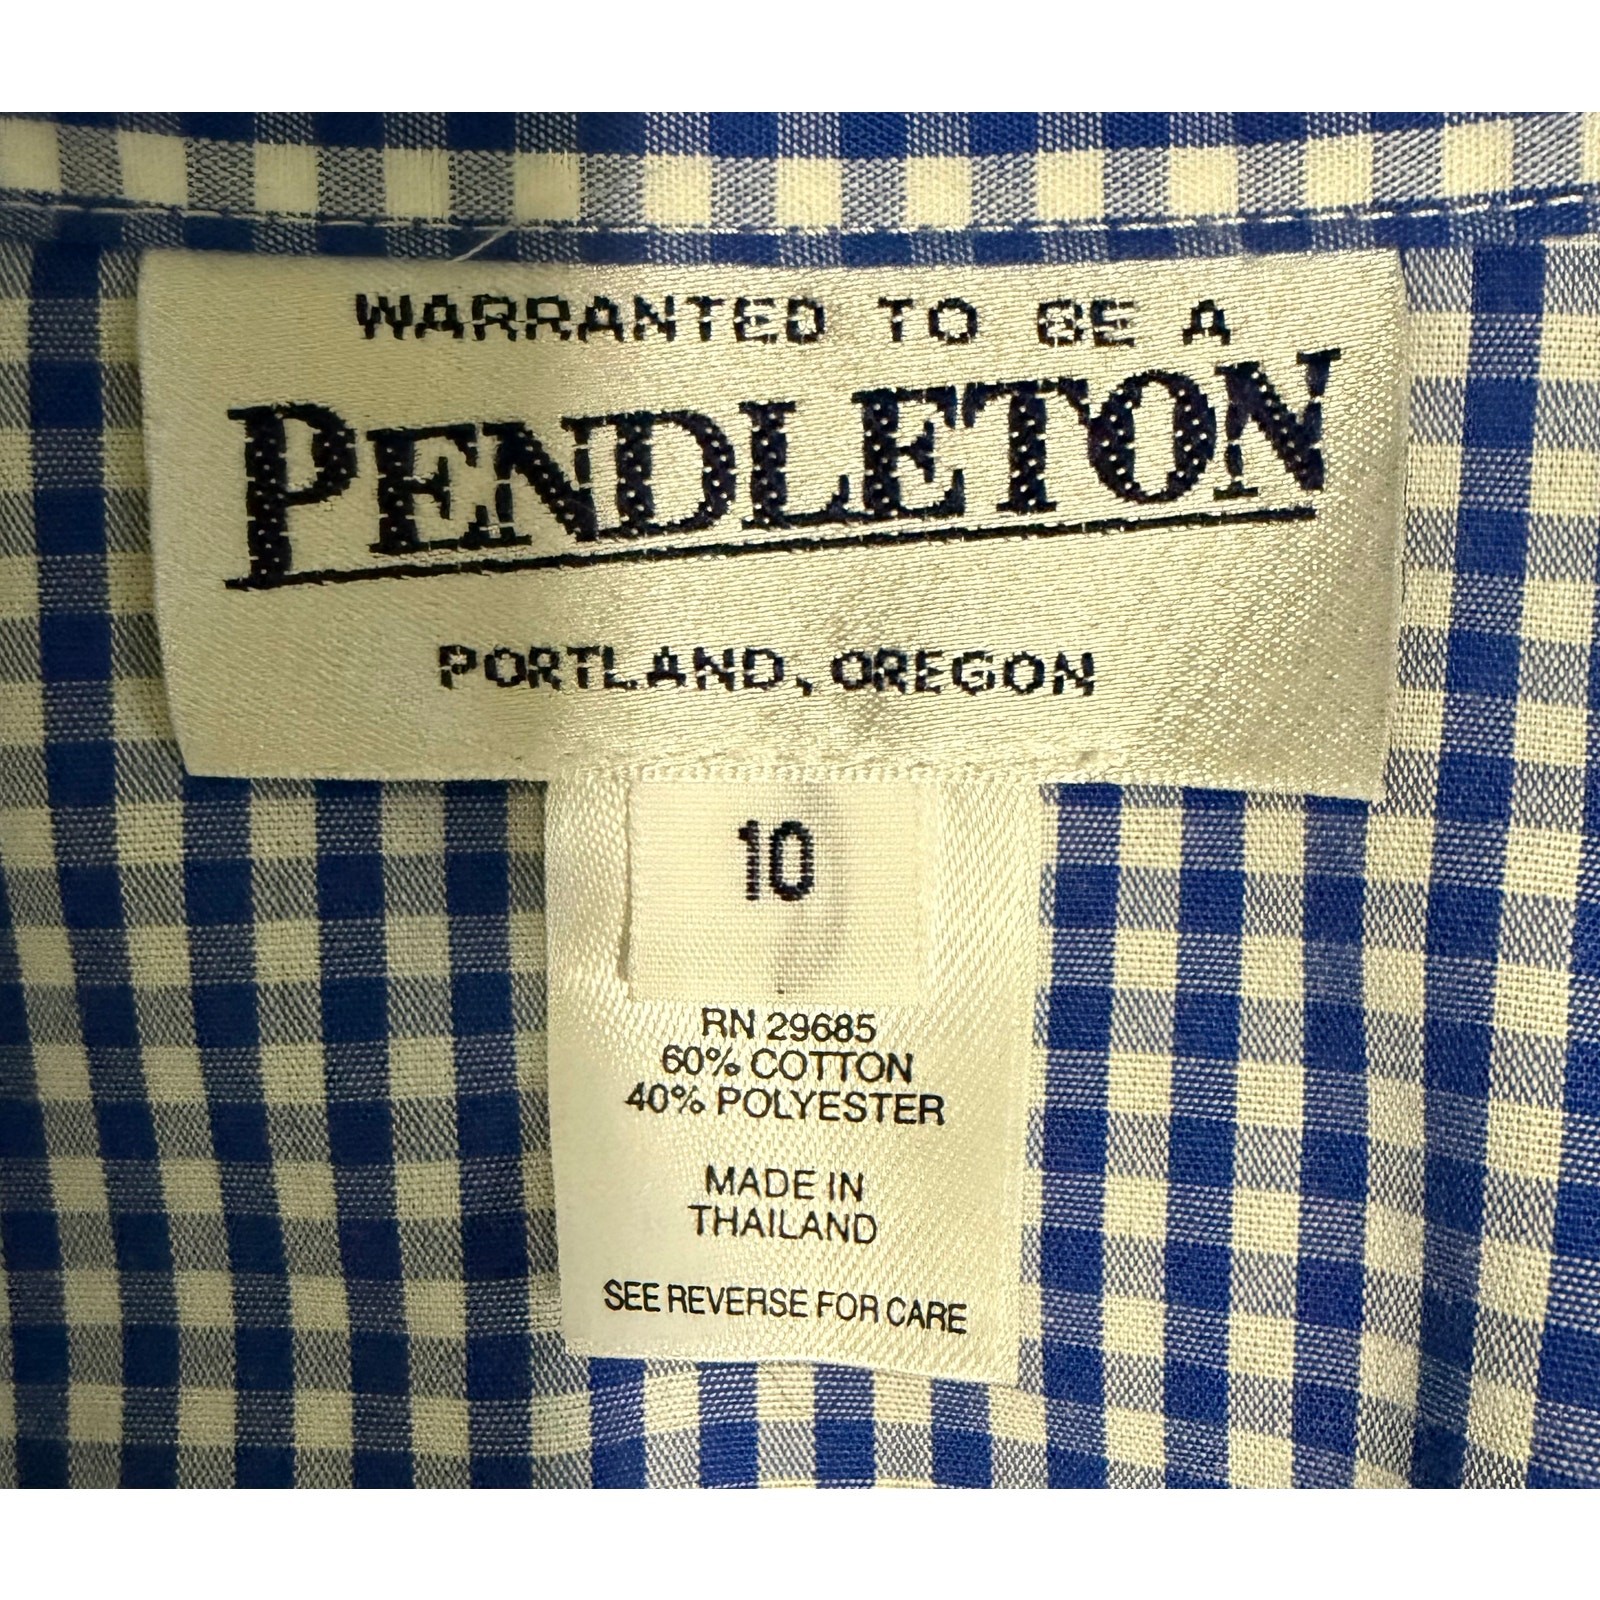 WARRANTED TO BE A
PENDLETON
PORTLAND, OREGON
10
RN 29685
60% COTTON
40% POLYESTER
MADE IN
THAILAND
SEE REVERSE FOR CARE